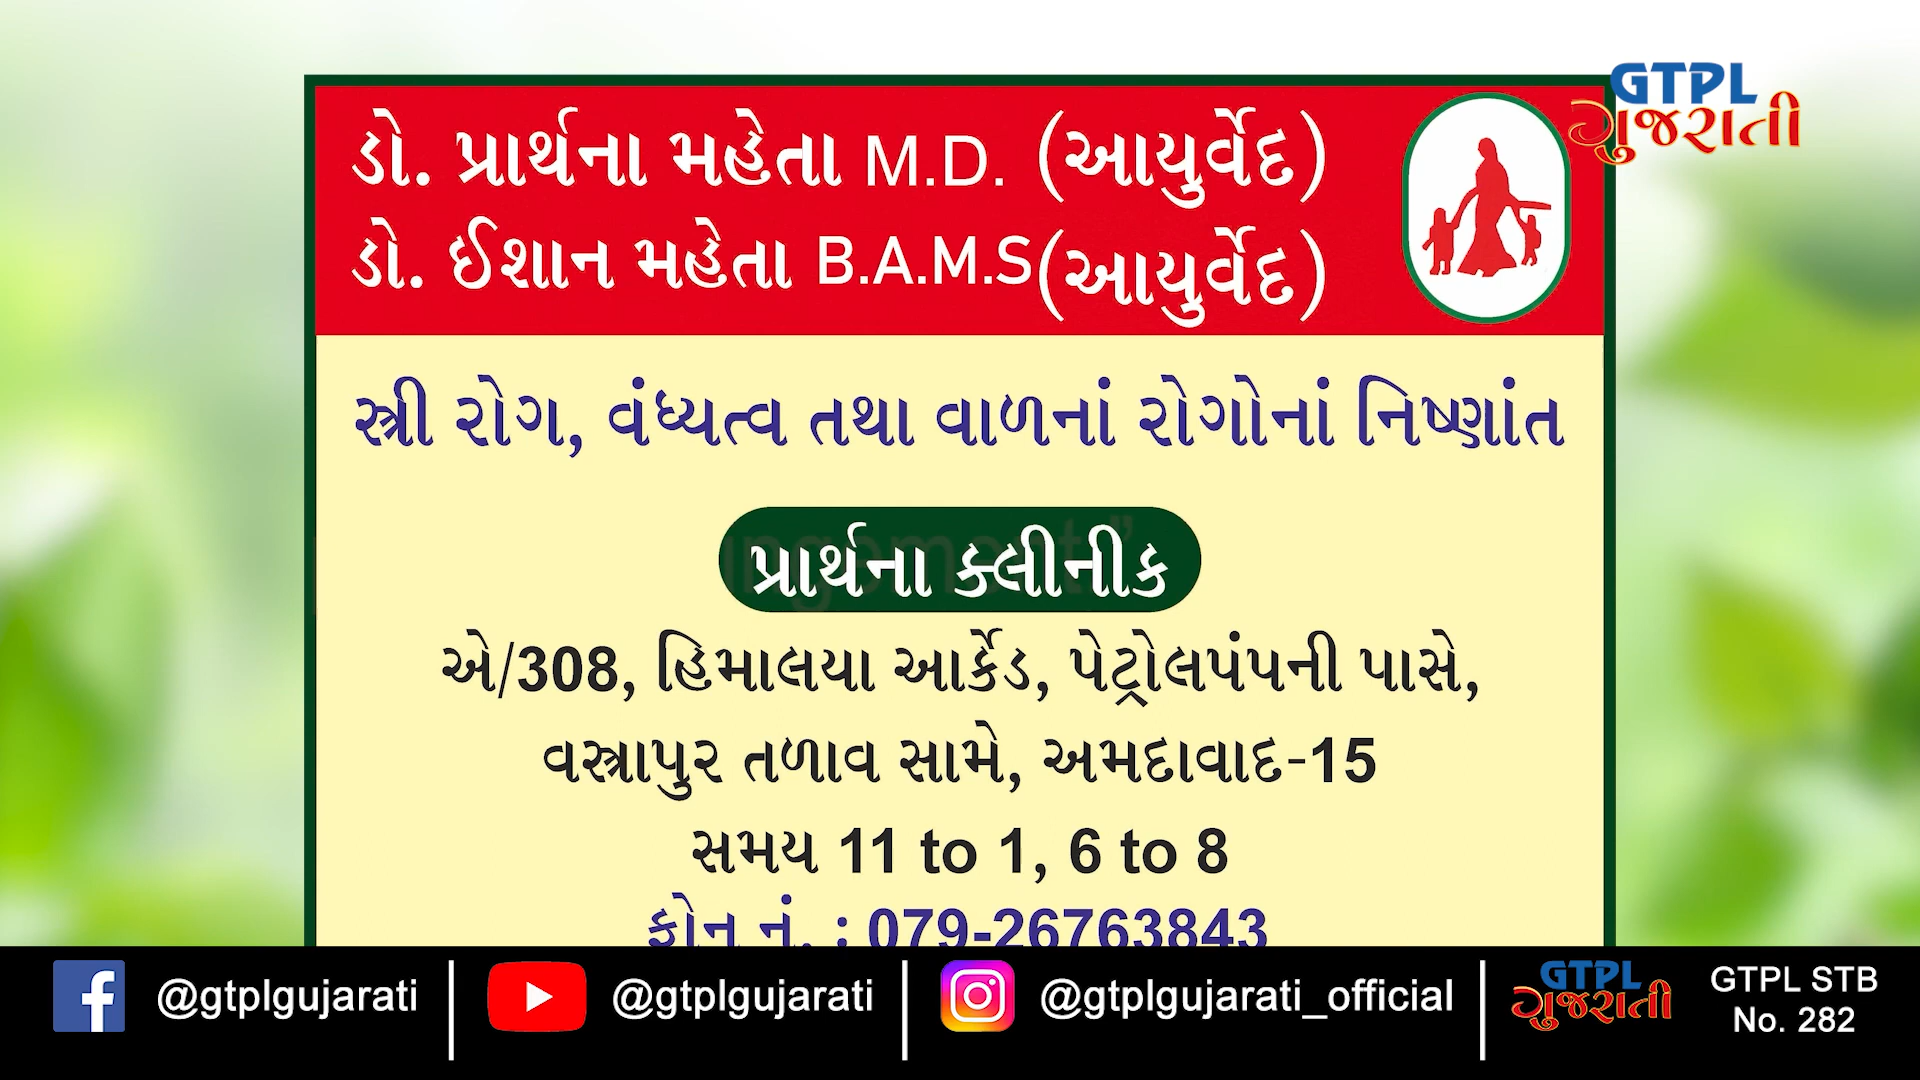 GTPL
ગુજરાતી
ડો. પ્રાર્થના મહેતા M.D. (આયુર્વેદ)
ડો. ઈશાન મહેતા B.A.M.S (આયુર્વેદ)
સ્ત્રી રોગ, વંધ્યત્વ તથા વાળનાં રોગોનાં નિષ્ણાંત
પ્રાર્થના ક્લીનીક
એ/308, હિમાલયા આર્કેડ, પેટ્રોલપંપની પાસે,
વસ્ત્રાપુર તળાવ સામે, અમદાવાદ-15
સમય 11 to 1, 6 to 8
ફોન નં. : 079-26763843
@gtplgujarati
@gtplgujarati
@gtplgujarati_official
GTPL
ગુજરાતી
GTPL STB
No. 282